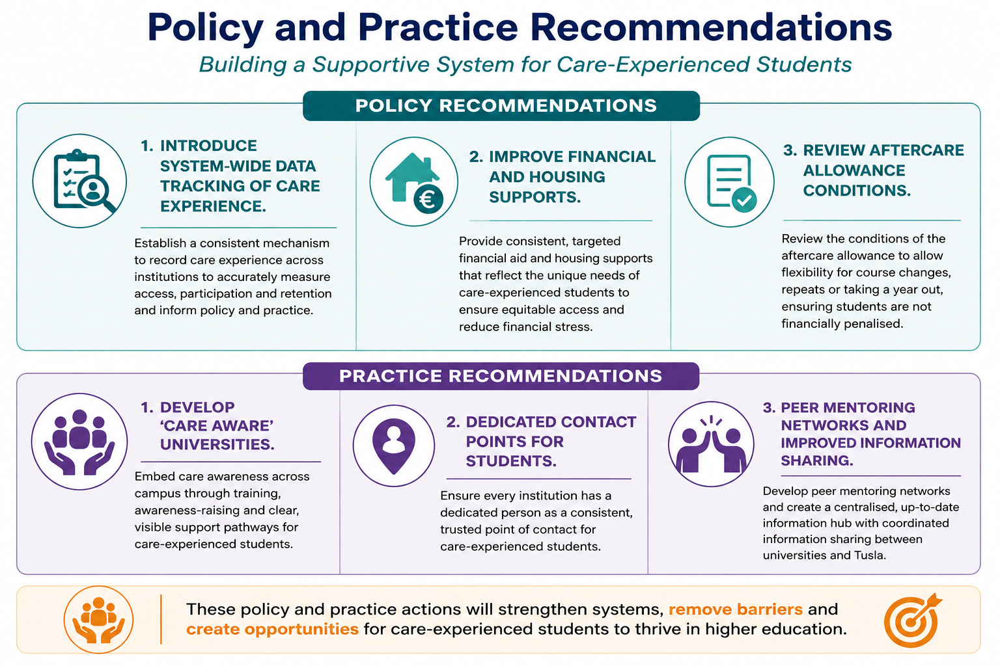 Policy and Practice Recommendations
Building a Supportive System for Care-Experienced Students
POLICY RECOMMENDATIONS
1. INTRODUCE
SYSTEM-WIDE DATA
TRACKING OF CARE
EXPERIENCE.
Establish a consistent mechanism
to record care experience across
institutions to accurately measure
access, participation and retention
and inform policy and practice.
2. IMPROVE FINANCIAL
AND HOUSING
SUPPORTS.
€
Provide consistent, targeted
financial aid and housing supports
that reflect the unique needs of
care-experienced students to
ensure equitable access and
reduce financial stress.
3. REVIEW AFTERCARE
ALLOWANCE
CONDITIONS.
Review the conditions of the
aftercare allowance to allow
flexibility for course changes,
repeats or taking a year out,
ensuring students are not
financially penalised.
PRACTICE RECOMMENDATIONS
1. DEVELOP
‘CARE AWARE’
UNIVERSITIES.
Embed care awareness across
campus through training,
awareness-raising and clear,
visible support pathways for
care-experienced students.
2. DEDICATED CONTACT
POINTS FOR
STUDENTS.
Ensure every institution has a
dedicated person as a consistent,
trusted point of contact for
care-experienced students.
3. PEER MENTORING
NETWORKS AND
IMPROVED INFORMATION
SHARING.
Develop peer mentoring networks
and create a centralised, up-to-date
information hub with coordinated
information sharing between
universities and Tusla.
These policy and practice actions will strengthen systems, remove barriers and
create opportunities for care-experienced students to thrive in higher education.